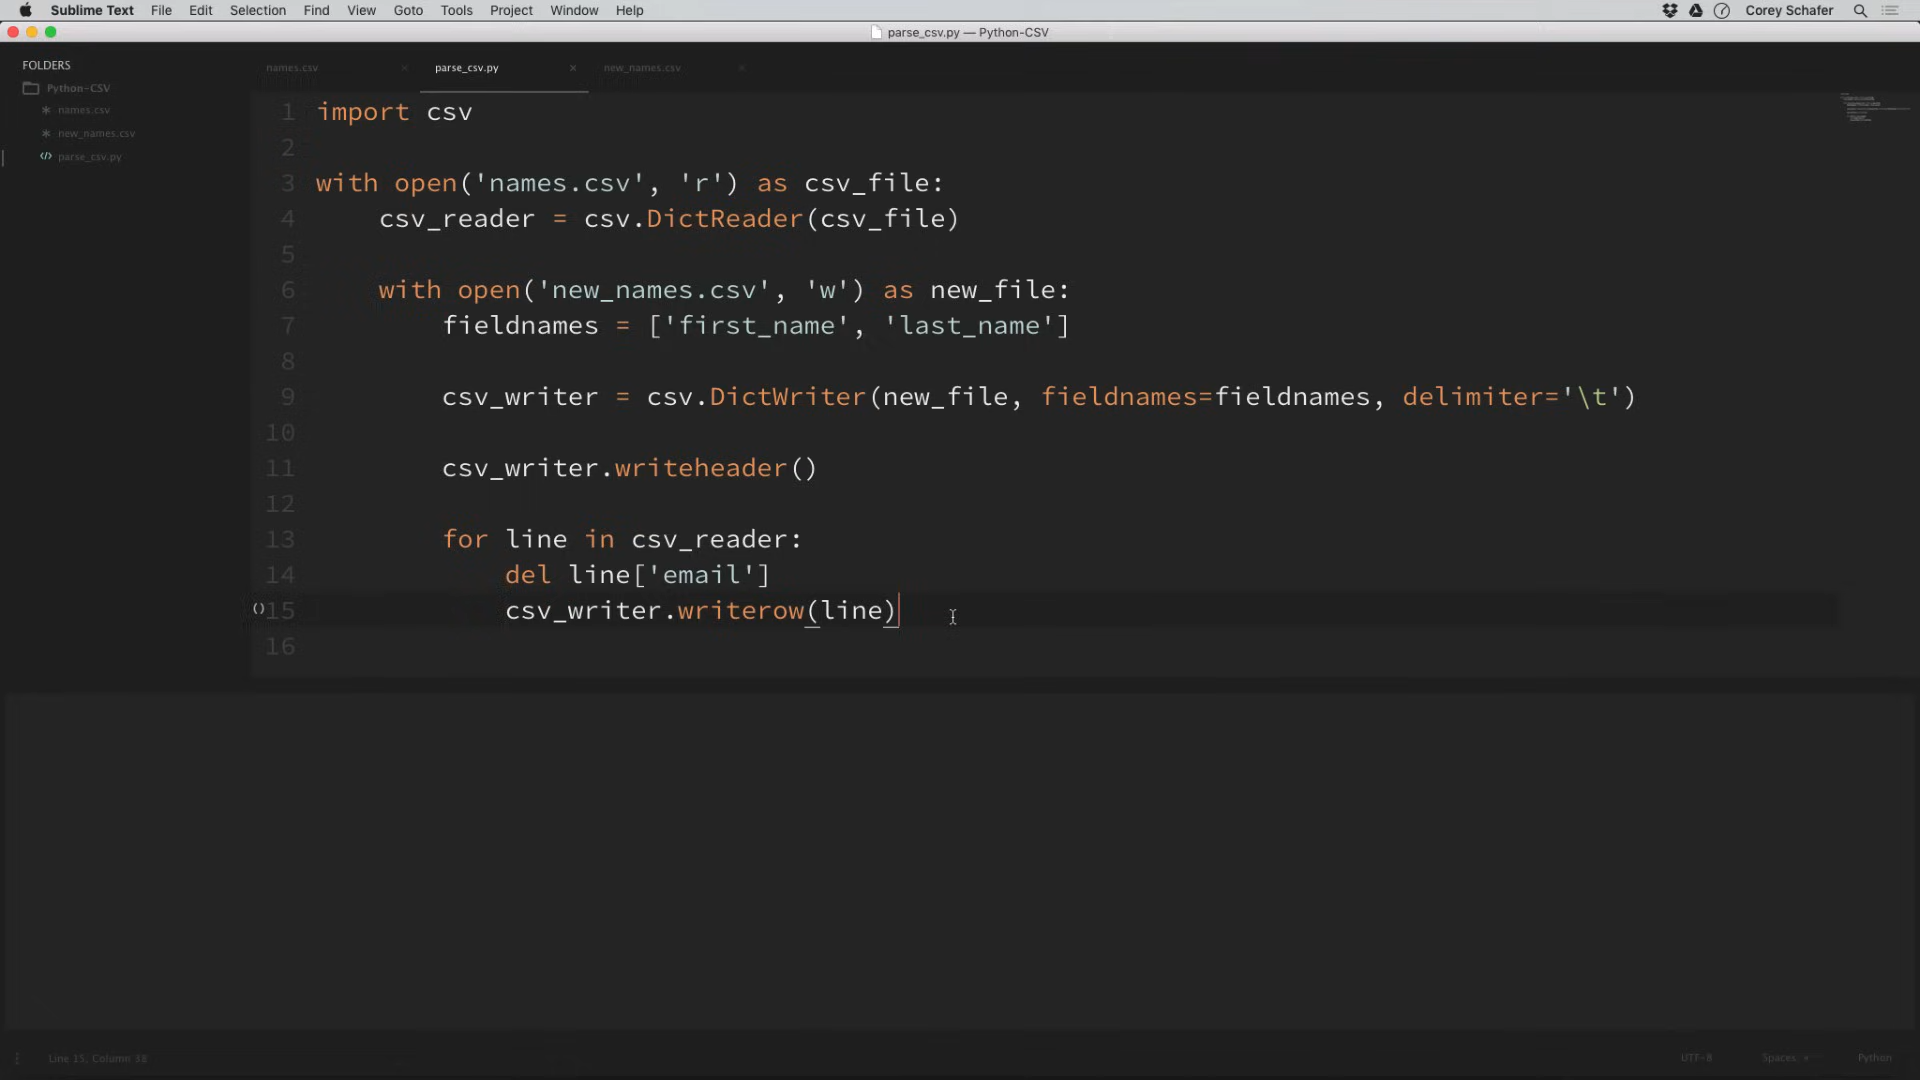 Sublime Text File Edit Selection Find View Goto Tools Project Window Help Corey Schafer
parse_csv.py — Python-CSV
FOLDERS
Python-CSV
names.csv
new_names.csv
parse_csv.py
names.csv × parse_csv.py × new_names.csv ×
1 import csv
2
3 with open('names.csv', 'r') as csv_file:
4 csv_reader = csv.DictReader(csv_file)
5
6 with open('new_names.csv', 'w') as new_file:
7 fieldnames = ['first_name', 'last_name']
8
9 csv_writer = csv.DictWriter(new_file, fieldnames=fieldnames, delimiter='\t')
10
11 csv_writer.writeheader()
12
13 for line in csv_reader:
14 del line['email']
()15 csv_writer.writerow(line)
16
Line 15, Column 38 UTF-8 Spaces Python